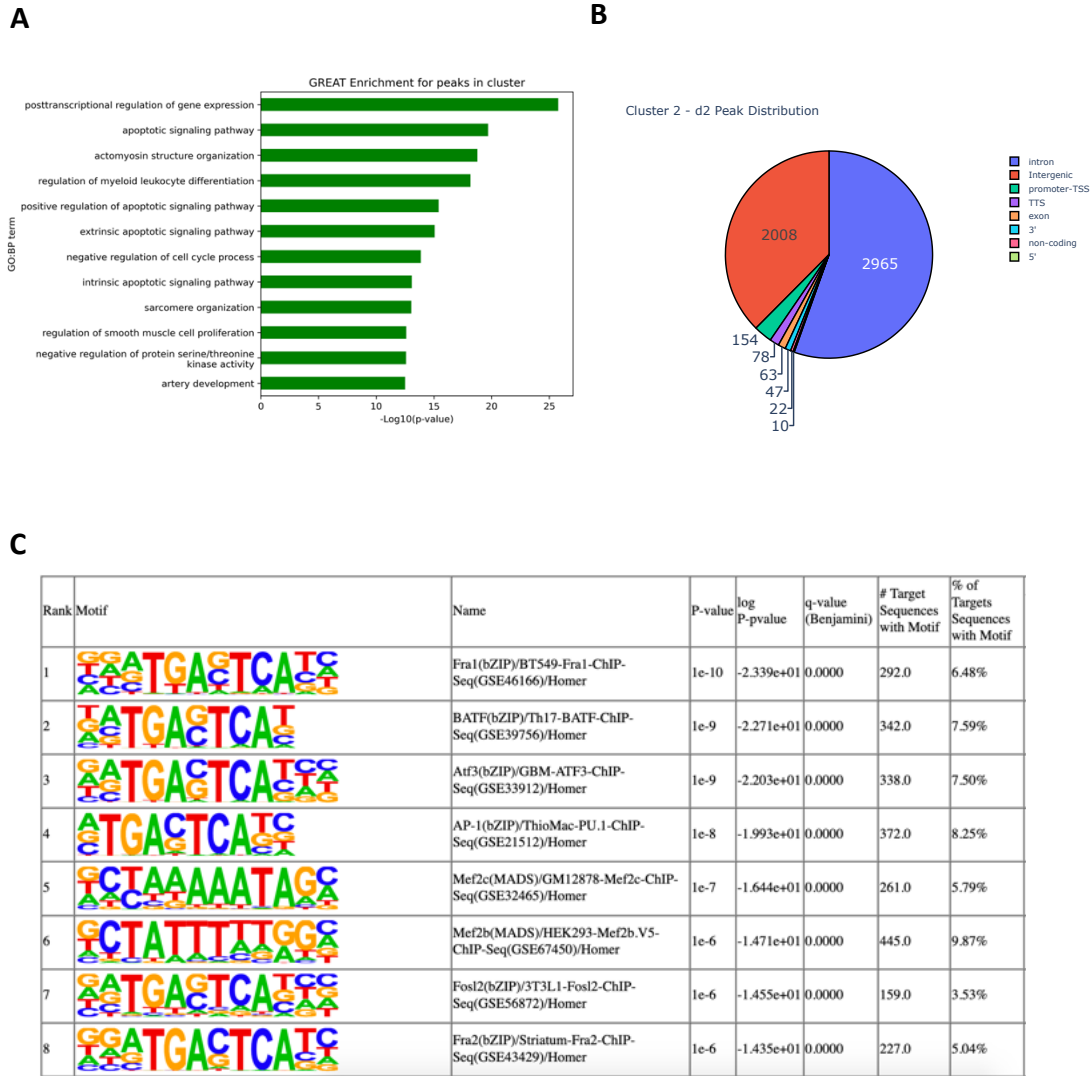 A
B
GREAT Enrichment for peaks in cluster
GO:BP term
posttranscriptional regulation of gene expression
apoptotic signaling pathway
actomyosin structure organization
regulation of myeloid leukocyte differentiation
positive regulation of apoptotic signaling pathway
extrinsic apoptotic signaling pathway
negative regulation of cell cycle process
intrinsic apoptotic signaling pathway
sarcomere organization
regulation of smooth muscle cell proliferation
negative regulation of protein serine/threonine
kinase activity
artery development
0 5 10 15 20 25
-Log10(p-value)
Cluster 2 - d2 Peak Distribution
2965
2008
154
78
63
47
22
10
intron
Intergenic
promoter-TSS
TTS
exon
3'
non-coding
5'
C
Rank Motif Name P-value log P-pvalue q-value (Benjamini) # Target Sequences with Motif % of Targets Sequences with Motif
1 Fra1(bZIP)/BT549-Fra1-ChIP-Seq(GSE46166)/Homer 1e-10 -2.339e+01 0.0000 292.0 6.48%
2 BATF(bZIP)/Th17-BATF-ChIP-Seq(GSE39756)/Homer 1e-9 -2.271e+01 0.0000 342.0 7.59%
3 Atf3(bZIP)/GBM-ATF3-ChIP-Seq(GSE33912)/Homer 1e-9 -2.203e+01 0.0000 338.0 7.50%
4 AP-1(bZIP)/ThioMac-PU.1-ChIP-Seq(GSE21512)/Homer 1e-8 -1.993e+01 0.0000 372.0 8.25%
5 Mef2c(MADS)/GM12878-Mef2c-ChIP-Seq(GSE32465)/Homer 1e-7 -1.644e+01 0.0000 261.0 5.79%
6 Mef2b(MADS)/HEK293-Mef2b.V5-ChIP-Seq(GSE67450)/Homer 1e-6 -1.471e+01 0.0000 445.0 9.87%
7 Fosl2(bZIP)/3T3L1-Fosl2-ChIP-Seq(GSE56872)/Homer 1e-6 -1.455e+01 0.0000 159.0 3.53%
8 Fra2(bZIP)/Striatum-Fra2-ChIP-Seq(GSE43429)/Homer 1e-6 -1.435e+01 0.0000 227.0 5.04%